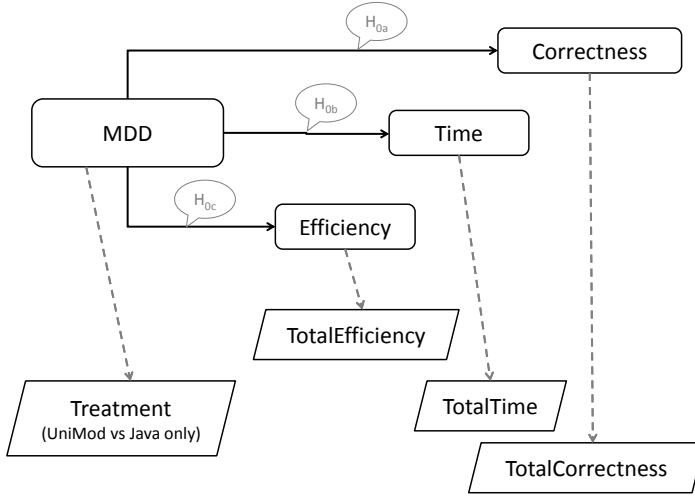 H0a
Correctness
H0b
MDD
Time
H0c
Efficiency
TotalEfficiency
Treatment
(UniMod vs Java only)
TotalTime
TotalCorrectness